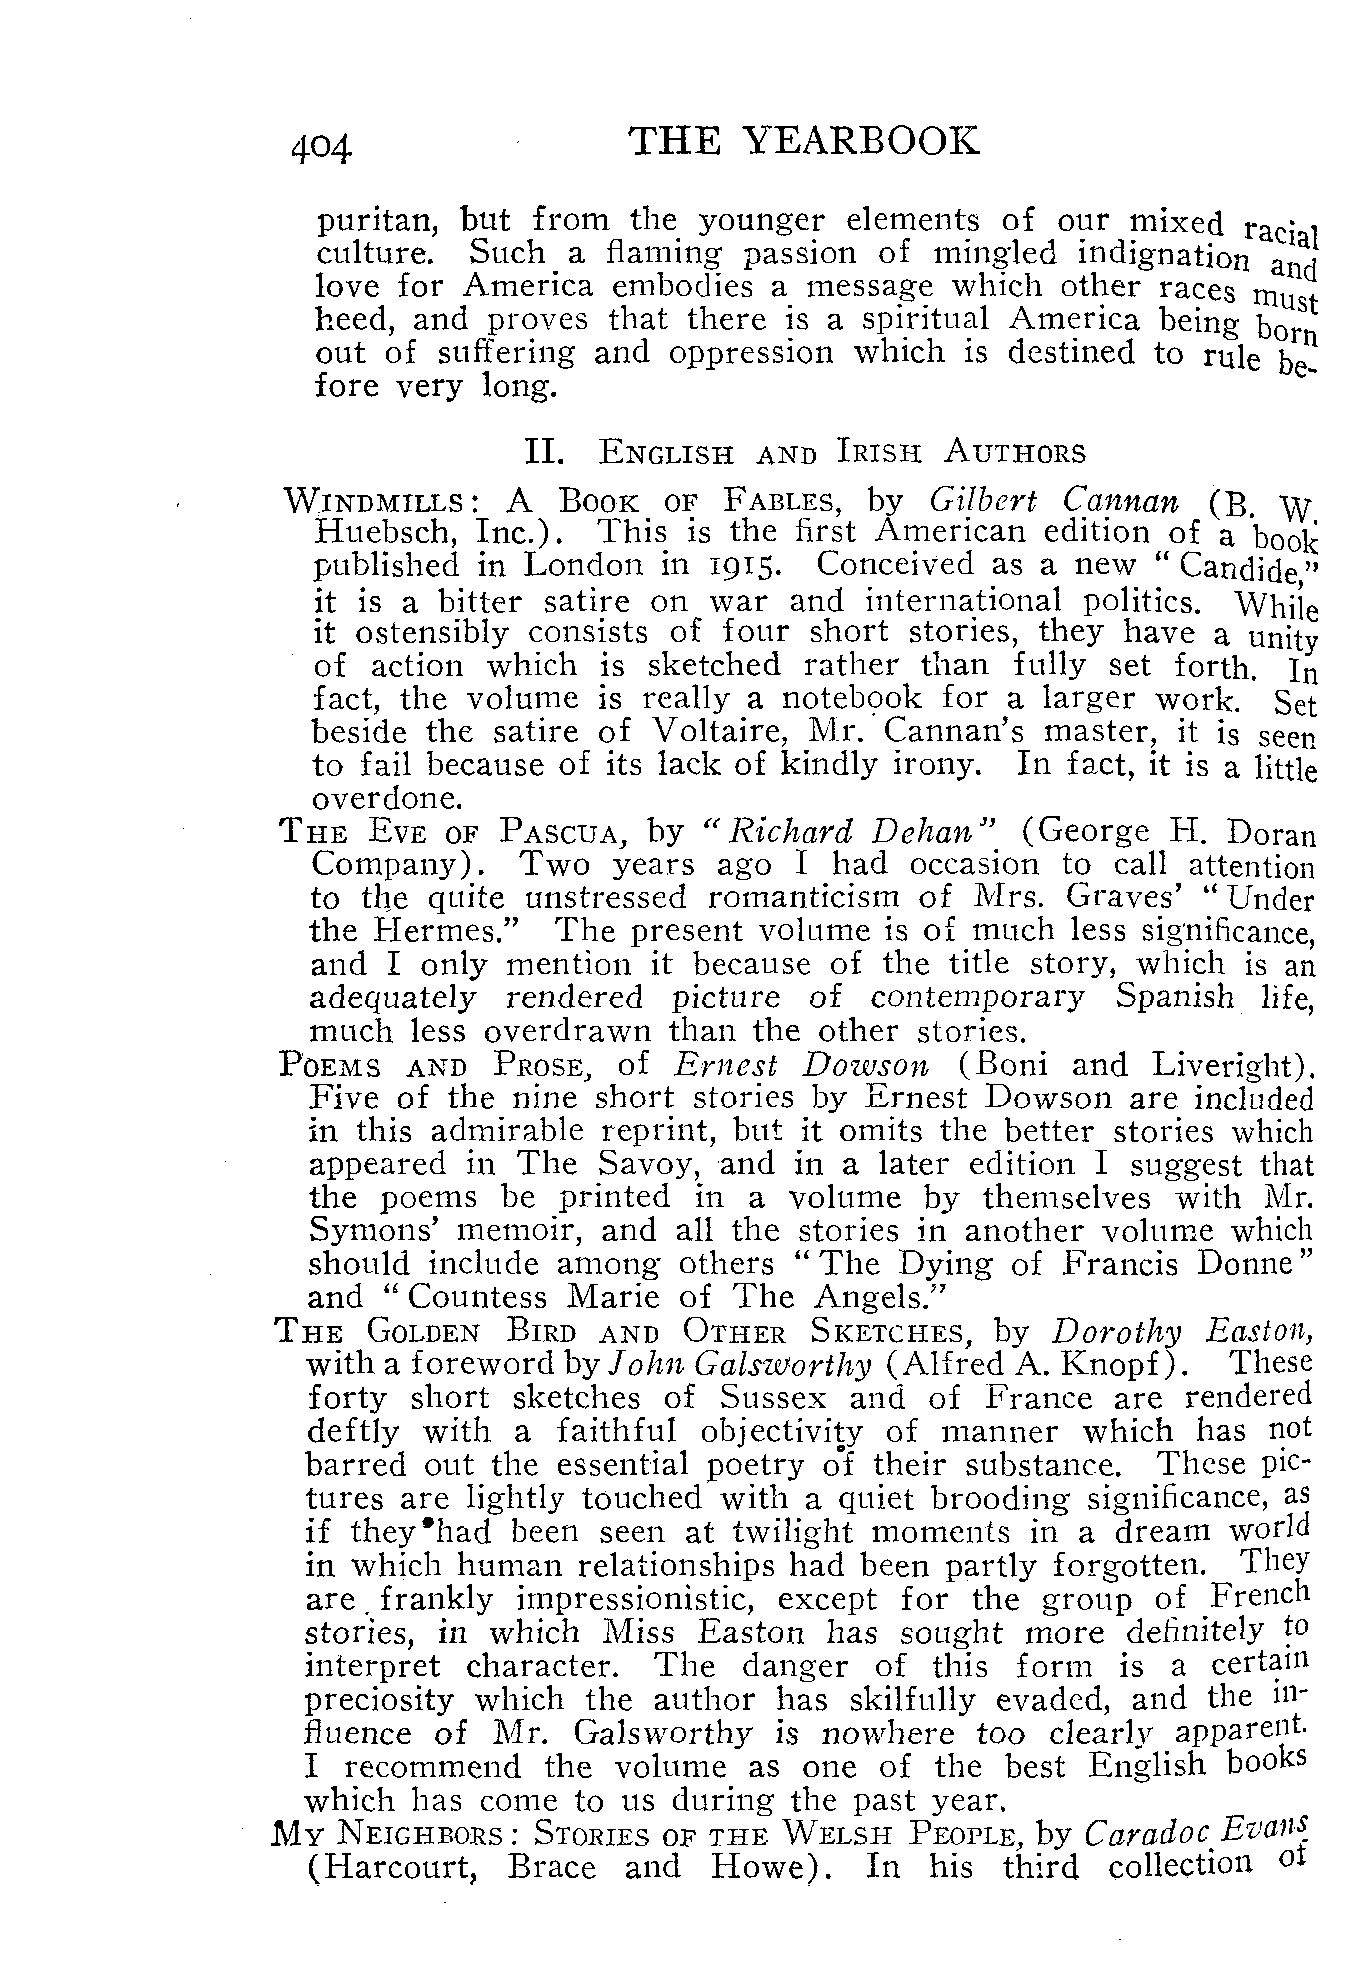 404 THE YEARBOOK
puritan, but from the younger elements of our mixed racial
culture. Such a flaming passion of mingled indignation and
love for America embodies a message which other races must
heed, and proves that there is a spiritual America being born
out of suffering and oppression which is destined to rule be-
fore very long.
II. ENGLISH AND IRISH AUTHORS
WINDMILLS: A BOOK OF FABLES, by Gilbert Cannan (B. W.
Huebsch, Inc.). This is the first American edition of a book
published in London in 1915. Conceived as a new “Candide,”
it is a bitter satire on war and international politics. While
it ostensibly consists of four short stories, they have a unity
of action which is sketched rather than fully set forth. In
fact, the volume is really a notebook for a larger work. Set
beside the satire of Voltaire, Mr. Cannan's master, it is seen
to fail because of its lack of kindly irony. In fact, it is a little
overdone.
THE EVE OF PASCUA, by “Richard Dehan” (George H. Doran
Company). Two years ago I had occasion to call attention
to the quite unstressed romanticism of Mrs. Graves' “Under
the Hermes.” The present volume is of much less significance,
and I only mention it because of the title story, which is an
adequately rendered picture of contemporary Spanish life,
much less overdrawn than the other stories.
POEMS AND PROSE, of Ernest Dowson (Boni and Liveright).
Five of the nine short stories by Ernest Dowson are included
in this admirable reprint, but it omits the better stories which
appeared in The Savoy, and in a later edition I suggest that
the poems be printed in a volume by themselves with Mr.
Symons' memoir, and all the stories in another volume which
should include among others “The Dying of Francis Donne”
and “Countess Marie of The Angels.”
THE GOLDEN BIRD AND OTHER SKETCHES, by Dorothy Easton,
with a foreword by John Galsworthy (Alfred A. Knopf). These
forty short sketches of Sussex and of France are rendered
deftly with a faithful objectivity of manner which has not
barred out the essential poetry of their substance. These pic-
tures are lightly touched with a quiet brooding significance, as
if they had been seen at twilight moments in a dream world
in which human relationships had been partly forgotten. They
are frankly impressionistic, except for the group of French
stories, in which Miss Easton has sought more definitely to
interpret character. The danger of this form is a certain
preciosity which the author has skilfully evaded, and the in-
fluence of Mr. Galsworthy is nowhere too clearly apparent.
I recommend the volume as one of the best English books
which has come to us during the past year.
MY NEIGHBORS: STORIES OF THE WELSH PEOPLE, by Caradoc Evans
(Harcourt, Brace and Howe). In his third collection of